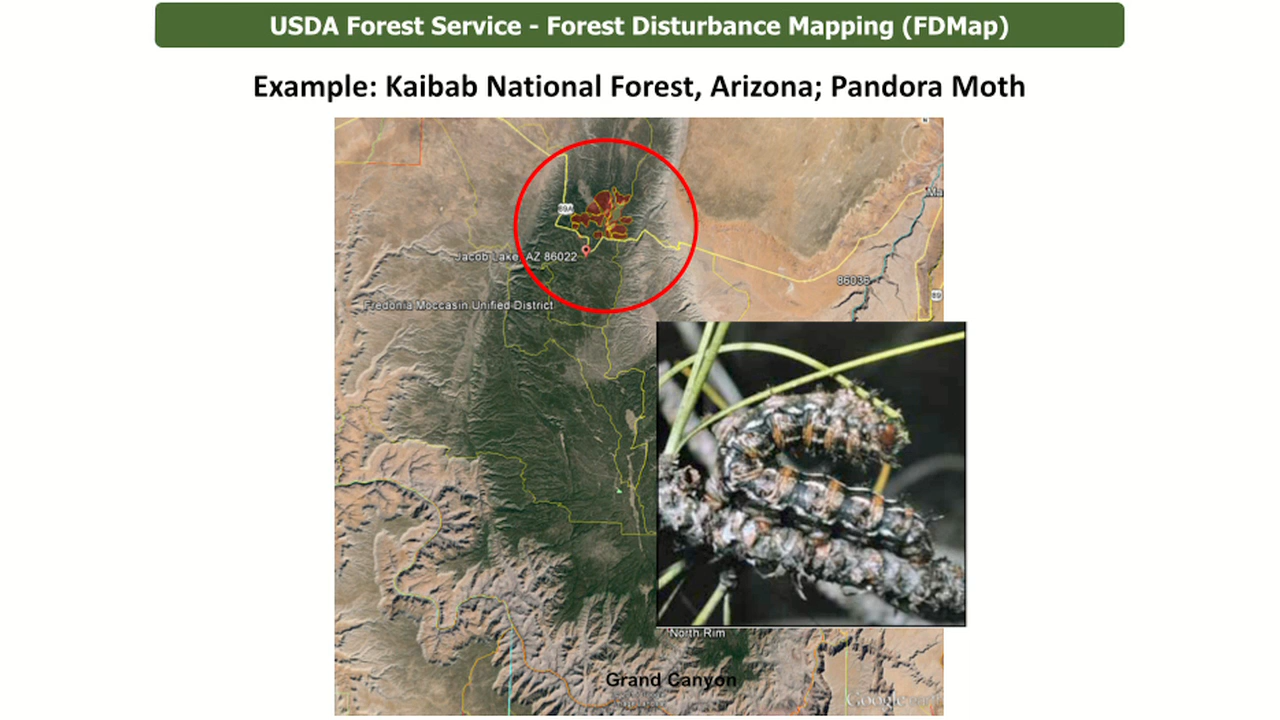 USDA Forest Service - Forest Disturbance Mapping (FDMap)
Example: Kaibab National Forest, Arizona; Pandora Moth
N
Ma
89A
Jacob Lake, AZ 86022
86036
89
Fredonia Moccasin Unified District
North Rim
Grand Canyon
Google